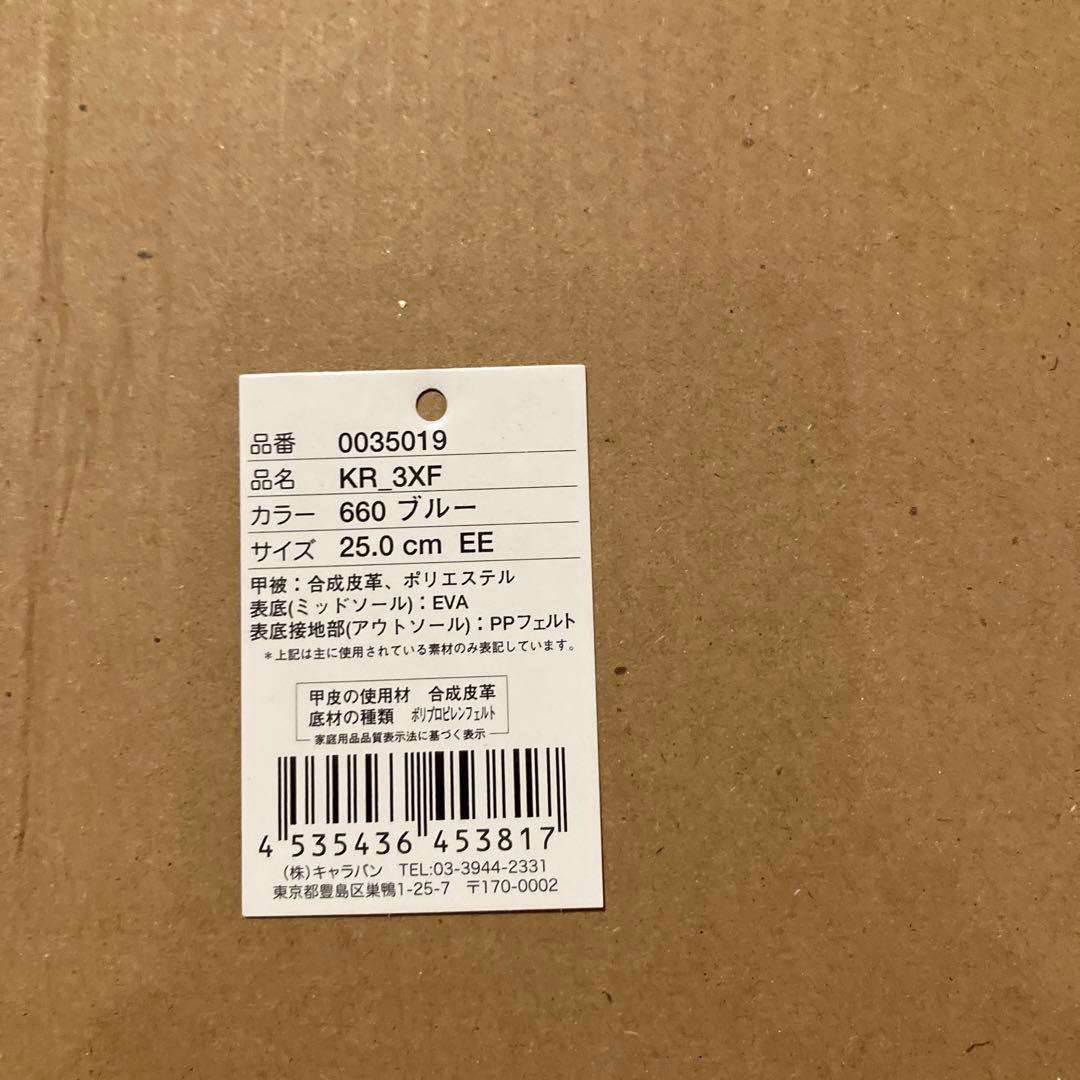 品番 0035019
品名 KR_3XF
カラー 660 ブルー
サイズ 25.0 cm EE
甲被：合成皮革、ポリエステル
表底(ミッドソール)：EVA
表底接地部(アウトソール)：PPフェルト
＊上記は主に使用されている素材のみ表記しています。
甲皮の使用材 合成皮革
底材の種類 ポリプロピレンフェルト
家庭用品品質表示法に基づく表示
4 535436 453817
(株)キャラバン TEL:03-3944-2331
東京都豊島区巣鴨1-25-7 〒170-0002